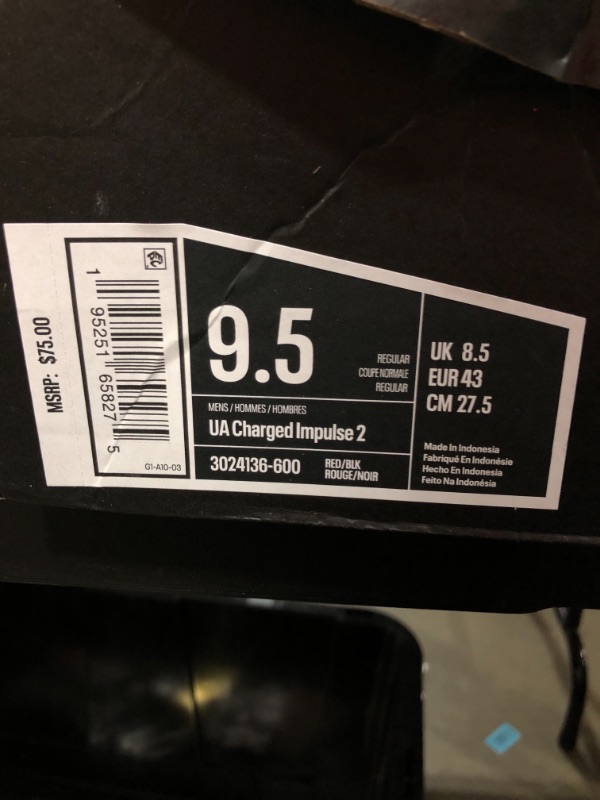 MSRP: $75.00
1 95251 65827 5
G1-A10-03
9.5
REGULAR
COUPE NORMALE
REGULAR
MENS / HOMMES / HOMBRES
UA Charged Impulse 2
3024136-600
RED/BLK
ROUGE/NOIR
UK 8.5
EUR 43
CM 27.5
Made In Indonesia
Fabriqué En Indonésie
Hecho En Indonesia
Feito Na Indonésia